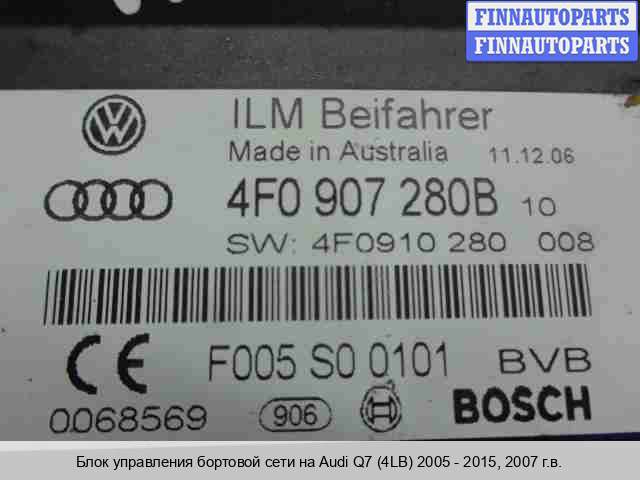 FINNAUTOPARTS
FINNAUTOPARTS
ILM Beifahrer
Made in Australia 11.12.06
4F0 907 280B 10
SW: 4F0910 280 008
CE F005 S0 0101 BVB
0068569 906 BOSCH
Блок управления бортовой сети на Audi Q7 (4LB) 2005 - 2015, 2007 г.в.